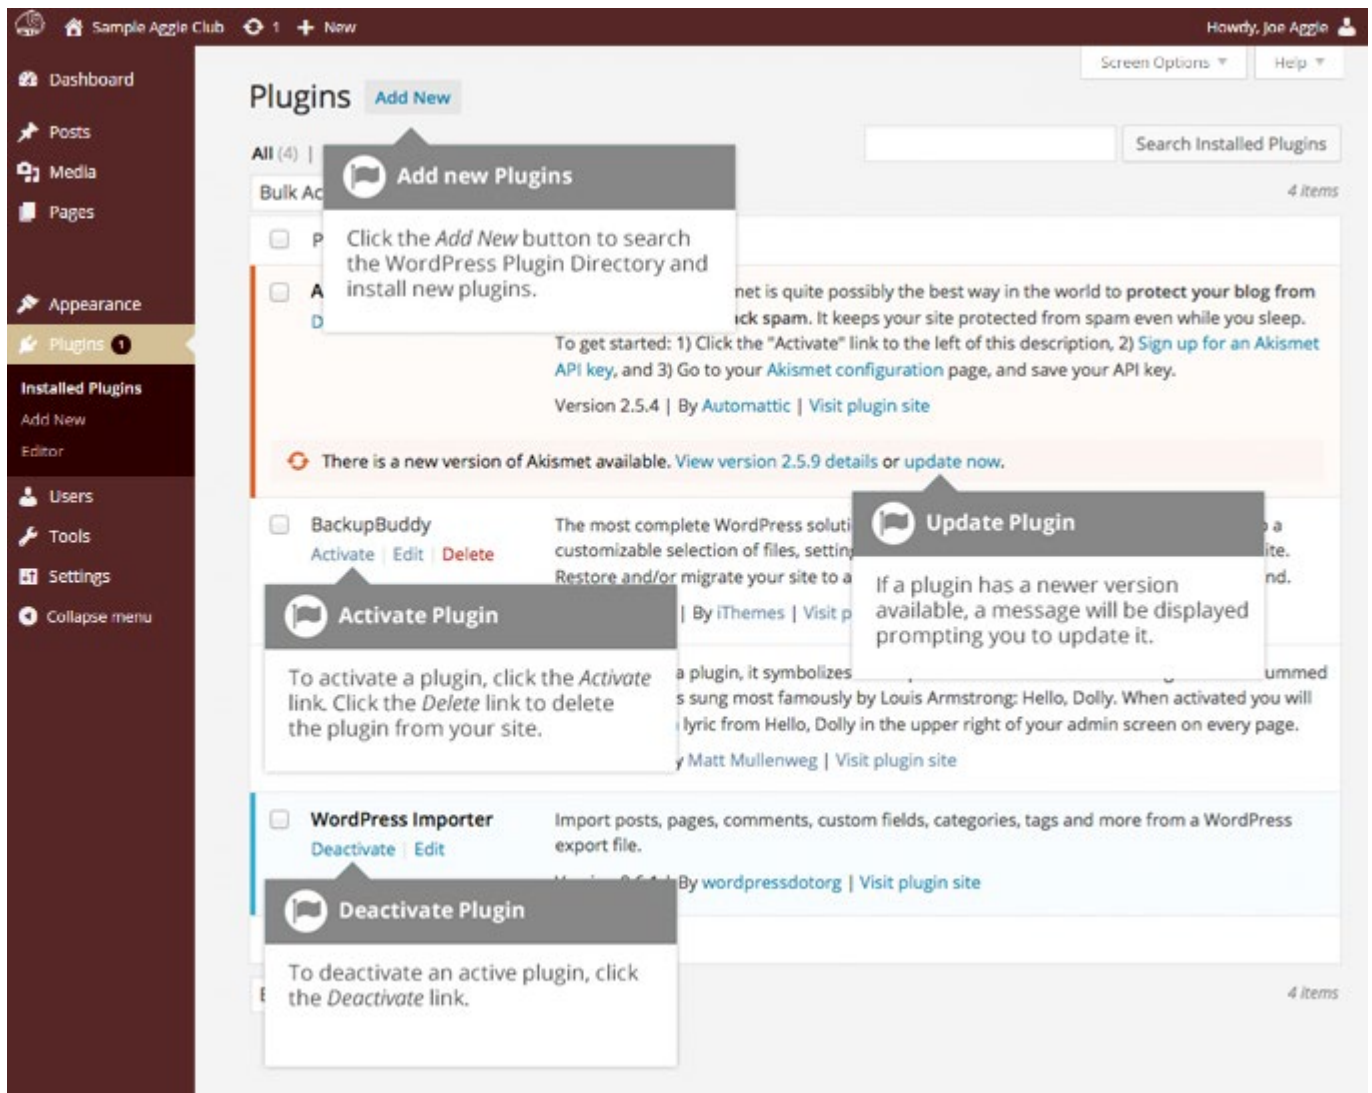 Sample Aggie Club 1 + New Howdy, Joe Aggie
Screen Options Help
Dashboard
Posts
Media
Pages
Appearance
Plugins 1
Installed Plugins
Add New
Editor
Users
Tools
Settings
Collapse menu
Plugins Add New
All (4) |
Search Installed Plugins
Bulk
4 items
Add new Plugins
Click the Add New button to search
the WordPress Plugin Directory and
install new plugins.
is quite possibly the best way in the world to protect your blog from
spam. It keeps your site protected from spam even while you sleep.
To get started: 1) Click the "Activate" link to the left of this description, 2) Sign up for an Akismet
API key, and 3) Go to your Akismet configuration page, and save your API key.
Version 2.5.4 | By Automattic | Visit plugin site
There is a new version of Akismet available. View version 2.5.9 details or update now.
Update Plugin
If a plugin has a newer version
available, a message will be displayed
prompting you to update it.
BackupBuddy
Activate | Edit | Delete
The most complete WordPress a
customizable selection of files,
Restore and/or migrate your site to a
| By iThemes | Visit
Activate Plugin
To activate a plugin, click the Activate
link. Click the Delete link to delete
the plugin from your site.
a plugin, it symbolizes
sung most famously by Louis Armstrong: Hello, Dolly. When activated you will
lyric from Hello, Dolly in the upper right of your admin screen on every page.
Matt Mullenweg | Visit plugin site
WordPress Importer
Deactivate | Edit
Import posts, pages, comments, custom fields, categories, tags and more from a WordPress
export file.
By wordpressdotorg | Visit plugin site
Deactivate Plugin
To deactivate an active plugin, click
the Deactivate link.
4 items